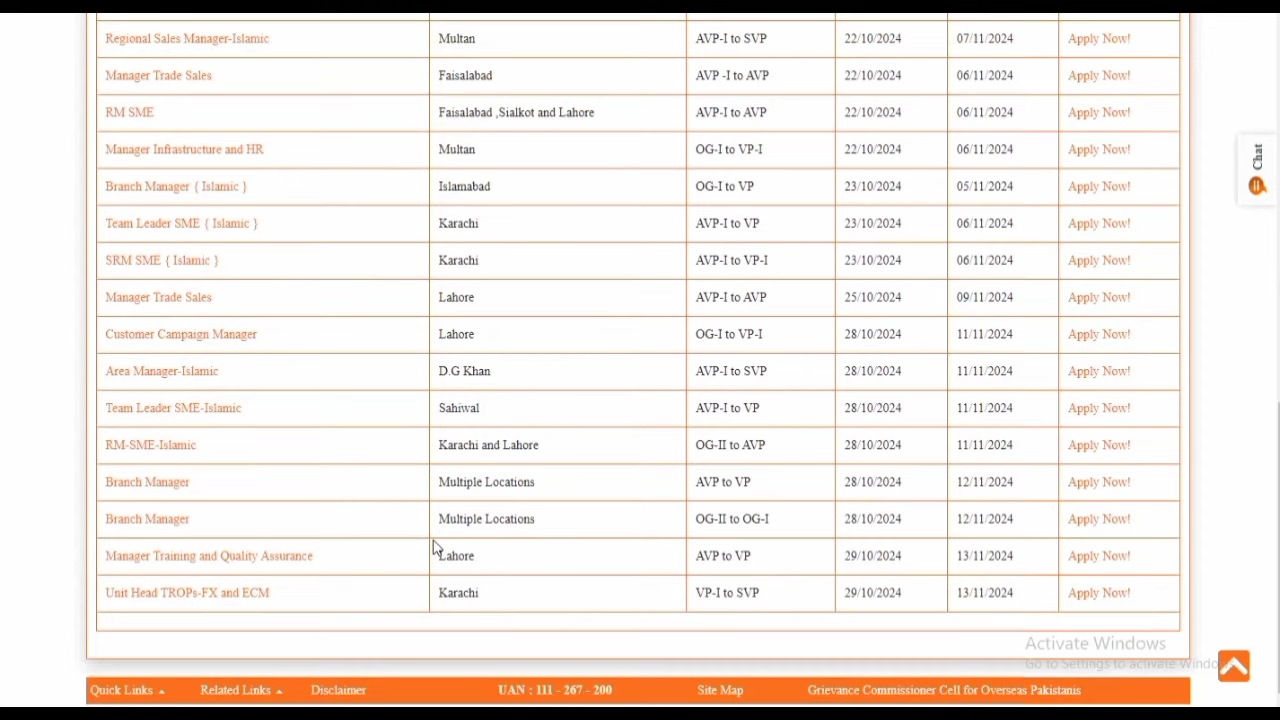 Regional Sales Manager-Islamic Multan AVP-I to SVP 22/10/2024 07/11/2024 Apply Now!
Manager Trade Sales Faisalabad AVP -I to AVP 22/10/2024 06/11/2024 Apply Now!
RM SME Faisalabad ,Sialkot and Lahore AVP-I to AVP 22/10/2024 06/11/2024 Apply Now!
Manager Infrastructure and HR Multan OG-I to VP-I 22/10/2024 06/11/2024 Apply Now!
Branch Manager { Islamic } Islamabad OG-I to VP 23/10/2024 05/11/2024 Apply Now!
Team Leader SME { Islamic } Karachi AVP-I to VP 23/10/2024 06/11/2024 Apply Now!
SRM SME { Islamic } Karachi AVP-I to VP-I 23/10/2024 06/11/2024 Apply Now!
Manager Trade Sales Lahore AVP-I to AVP 25/10/2024 09/11/2024 Apply Now!
Customer Campaign Manager Lahore OG-I to VP-I 28/10/2024 11/11/2024 Apply Now!
Area Manager-Islamic D.G Khan AVP-I to SVP 28/10/2024 11/11/2024 Apply Now!
Team Leader SME-Islamic Sahiwal AVP-I to VP 28/10/2024 11/11/2024 Apply Now!
RM-SME-Islamic Karachi and Lahore OG-II to AVP 28/10/2024 11/11/2024 Apply Now!
Branch Manager Multiple Locations AVP to VP 28/10/2024 12/11/2024 Apply Now!
Branch Manager Multiple Locations OG-II to OG-I 28/10/2024 12/11/2024 Apply Now!
Manager Training and Quality Assurance Lahore AVP to VP 29/10/2024 13/11/2024 Apply Now!
Unit Head TROPs-FX and ECM Karachi VP-I to SVP 29/10/2024 13/11/2024 Apply Now!
Chat
Activate Windows
Go to Settings to activate Windo
Quick Links Related Links Disclaimer UAN : 111 - 267 - 200 Site Map Grievance Commissioner Cell for Overseas Pakistanis